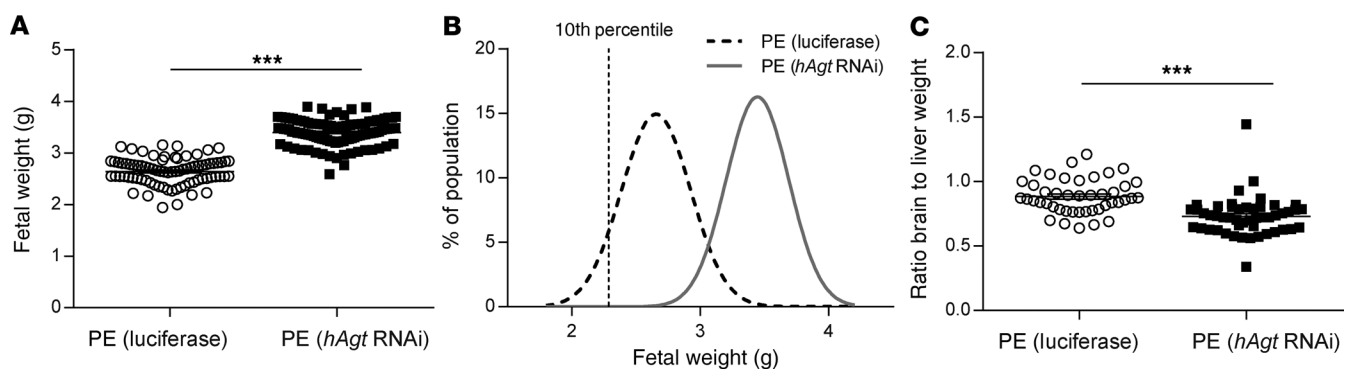 A
Fetal weight (g)
5
4
3
2
1
0
***
PE (luciferase)
PE (hAgt RNAi)
B
10th percentile
PE (luciferase)
PE (hAgt RNAi)
% of population
20
15
10
5
0
2
3
4
Fetal weight (g)
C
Ratio brain to liver weight
2.0
1.5
1.0
0.5
0.0
***
PE (luciferase)
PE (hAgt RNAi)